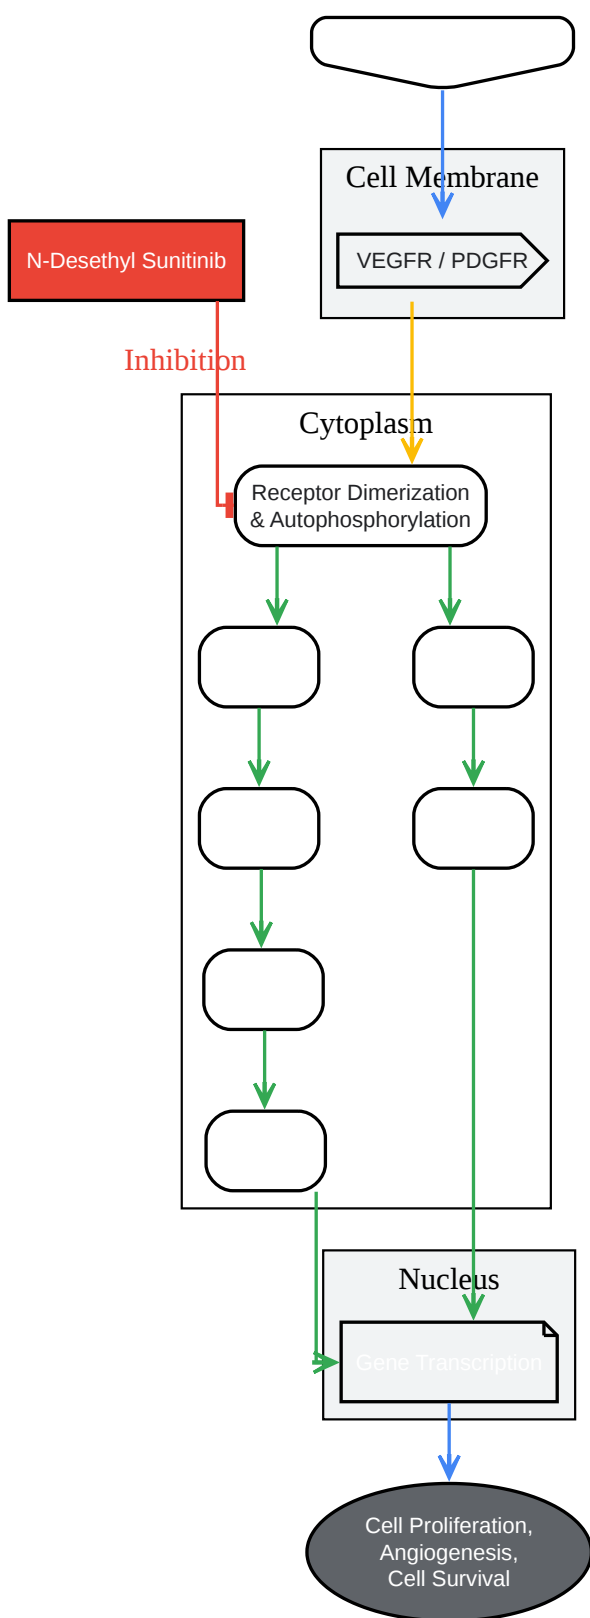 Cell Membrane
VEGFR / PDGFR
N-Desethyl Sunitinib
Inhibition
Cytoplasm
Receptor Dimerization
& Autophosphorylation
Nucleus
Gene Transcription
Cell Proliferation,
Angiogenesis,
Cell Survival